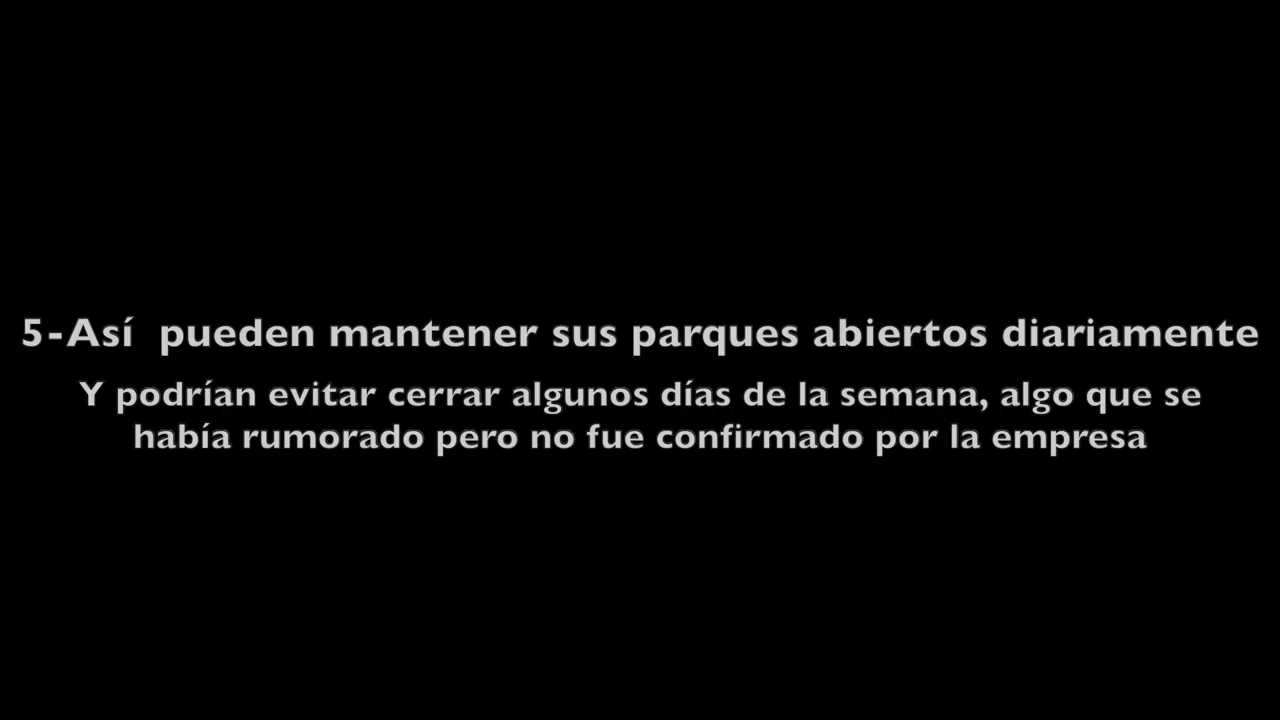 5-Así  pueden mantener sus parques abiertos diariamente
Y podrían evitar cerrar algunos días de la semana, algo que se
había rumorado pero no fue confirmado por la empresa